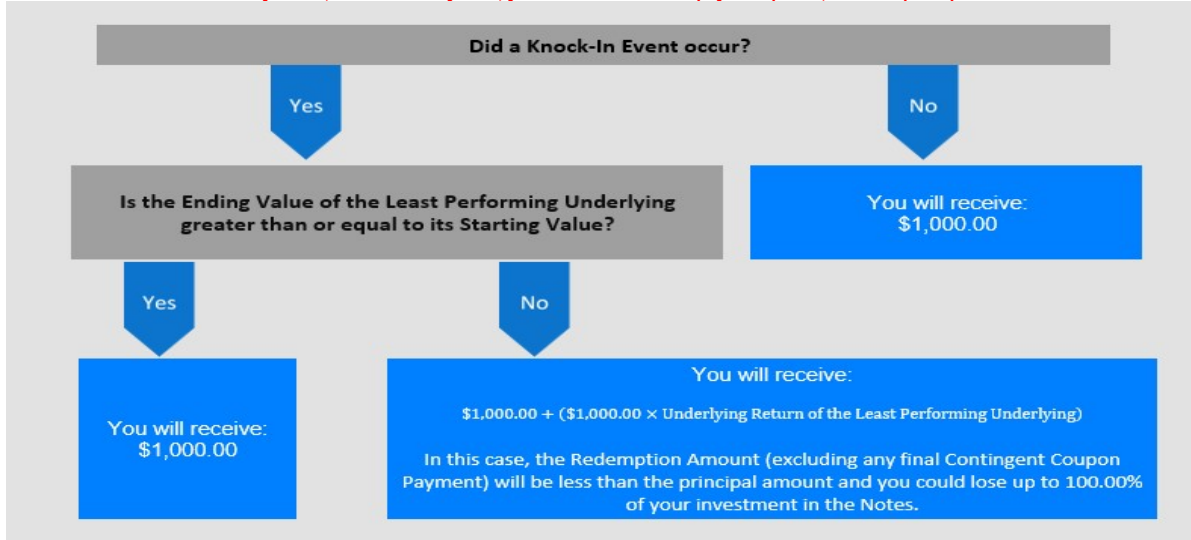 Did a Knock-In Event occur?
Yes
No
Is the Ending Value of the Least Performing Underlying
greater than or equal to its Starting Value?
You will receive:
$1,000.00
Yes
No
You will receive:
$1,000.00
You will receive:
$1,000.00 + ($1,000.00 × Underlying Return of the Least Performing Underlying)
In this case, the Redemption Amount (excluding any final Contingent Coupon
Payment) will be less than the principal amount and you could lose up to 100.00%
of your investment in the Notes.